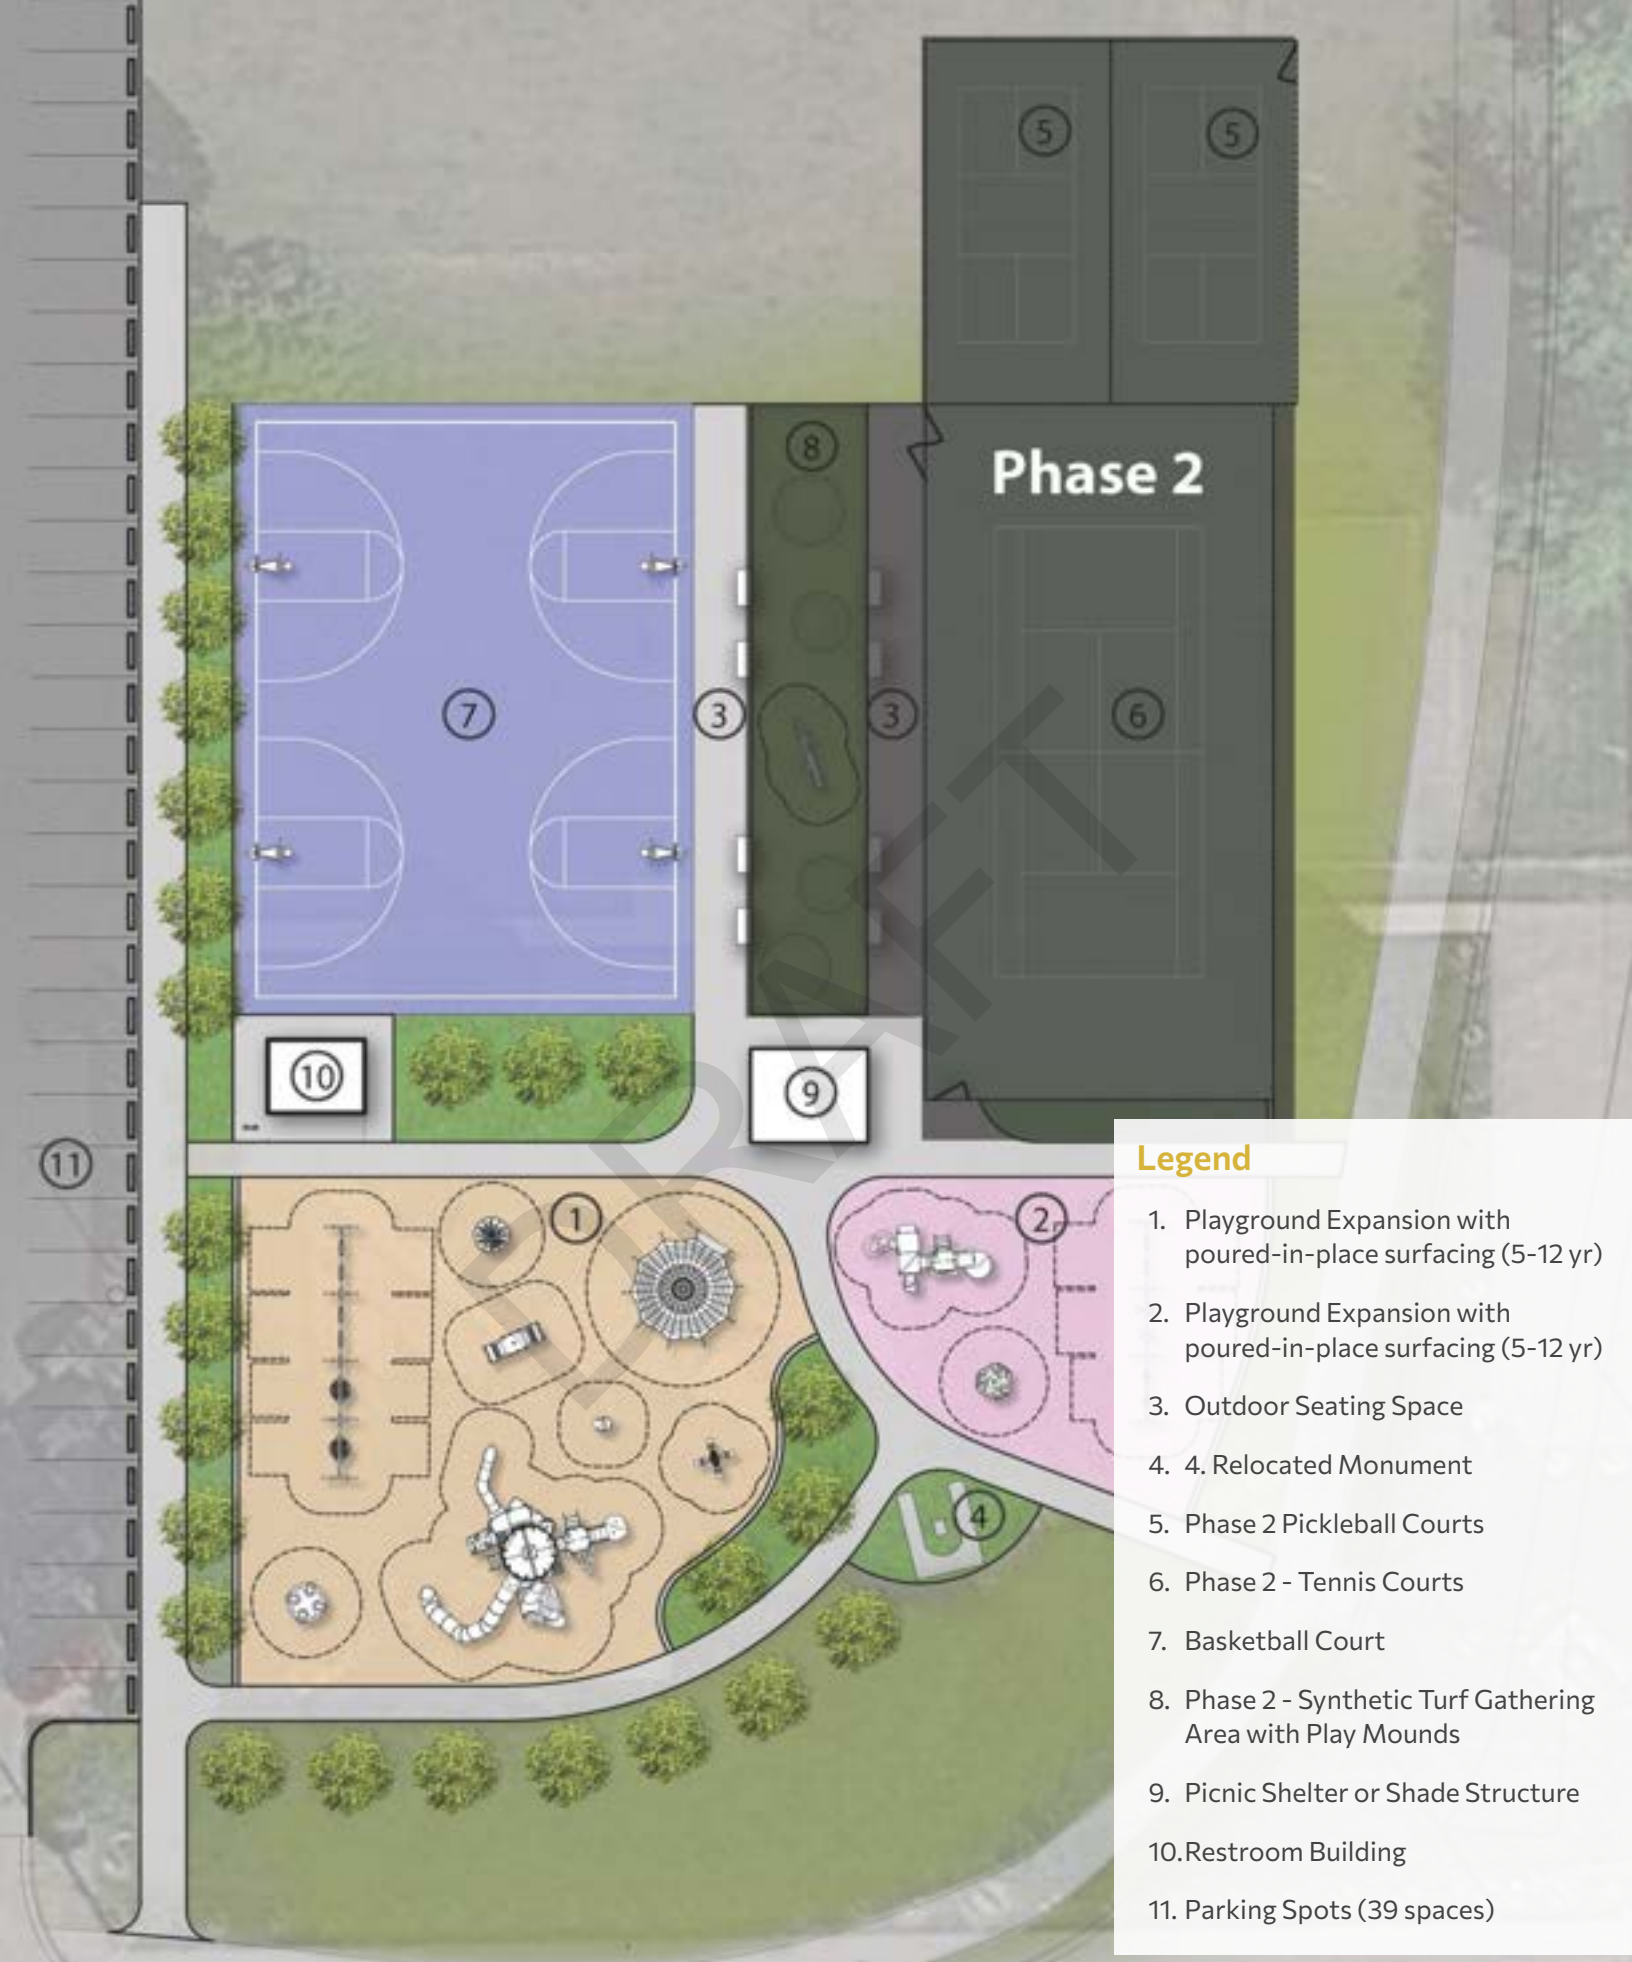 5
5
8
Phase 2
7
3
3
6
10
9
11
1
2
4
DRAFT
Legend
1. Playground Expansion with
poured-in-place surfacing (5-12 yr)
2. Playground Expansion with
poured-in-place surfacing (5-12 yr)
3. Outdoor Seating Space
4. 4. Relocated Monument
5. Phase 2 Pickleball Courts
6. Phase 2 - Tennis Courts
7. Basketball Court
8. Phase 2 - Synthetic Turf Gathering
Area with Play Mounds
9. Picnic Shelter or Shade Structure
10. Restroom Building
11. Parking Spots (39 spaces)